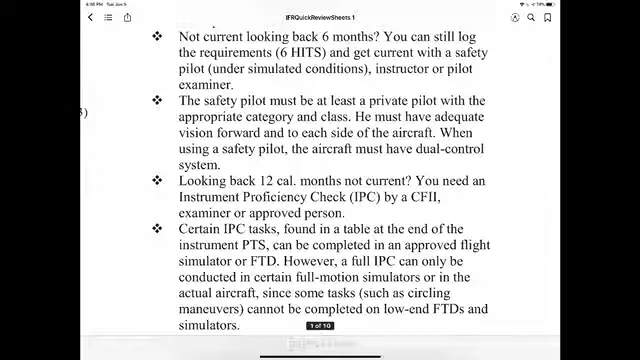 4:36 PM Tue Jun 9
74%
IFRQuickReviewSheets 1
❖ Not current looking back 6 months? You can still log
the requirements (6 HITS) and get current with a safety
pilot (under simulated conditions), instructor or pilot
examiner.
❖ The safety pilot must be at least a private pilot with the
appropriate category and class. He must have adequate
vision forward and to each side of the aircraft. When
using a safety pilot, the aircraft must have dual-control
system.
❖ Looking back 12 cal. months not current? You need an
Instrument Proficiency Check (IPC) by a CFII,
examiner or approved person.
❖ Certain IPC tasks, found in a table at the end of the
instrument PTS, can be completed in an approved flight
simulator or FTD. However, a full IPC can only be
conducted in certain full-motion simulators or in the
actual aircraft, since some tasks (such as circling
maneuvers) cannot be completed on low-end FTDs and
simulators.
1 of 10